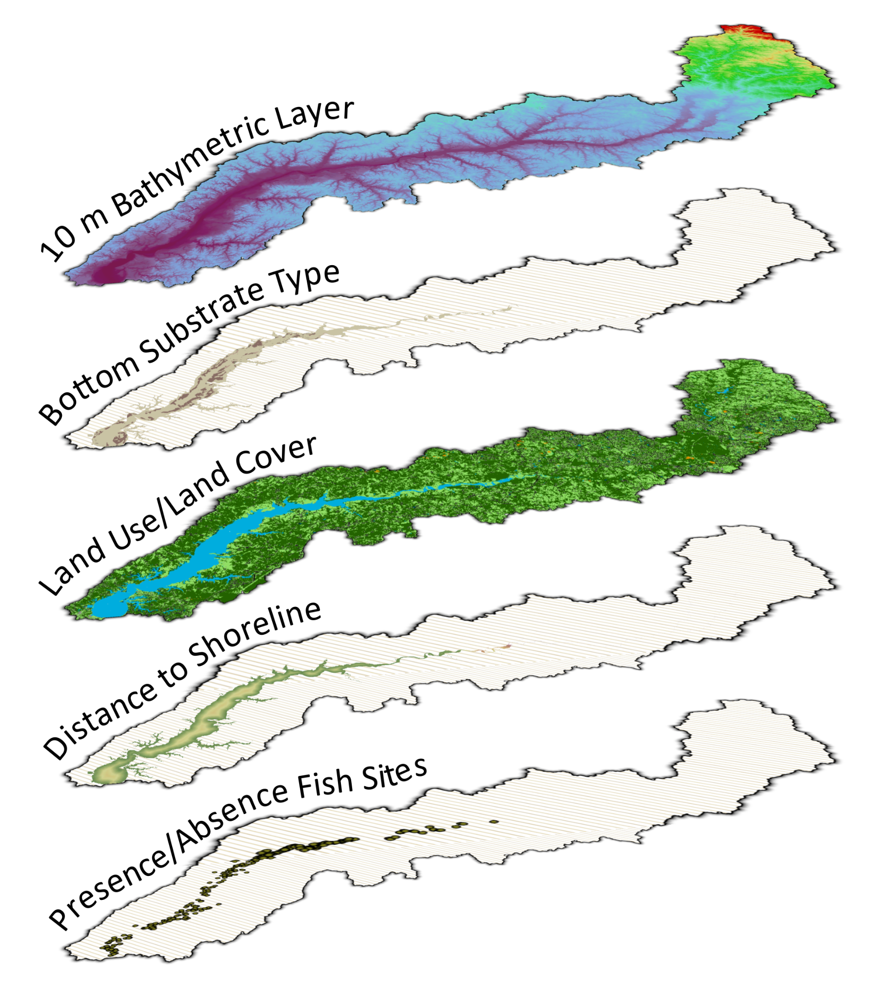 10 m Bathymetric Layer
Bottom Substrate Type
Land Use/Land Cover
Distance to Shoreline
Presence/Absence Fish Sites